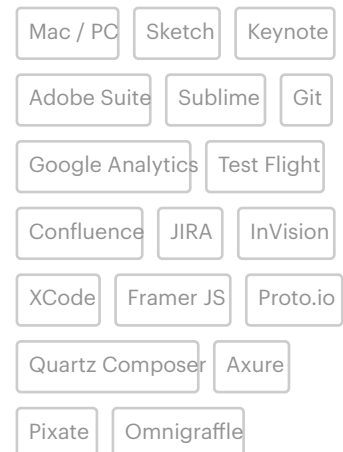 Mac / PC Sketch Keynote
Adobe Suite Sublime Git
Google Analytics Test Flight
Confluence JIRA InVision
XCode Framer JS Proto.io
Quartz Composer Axure
Pixate Omnigraffle